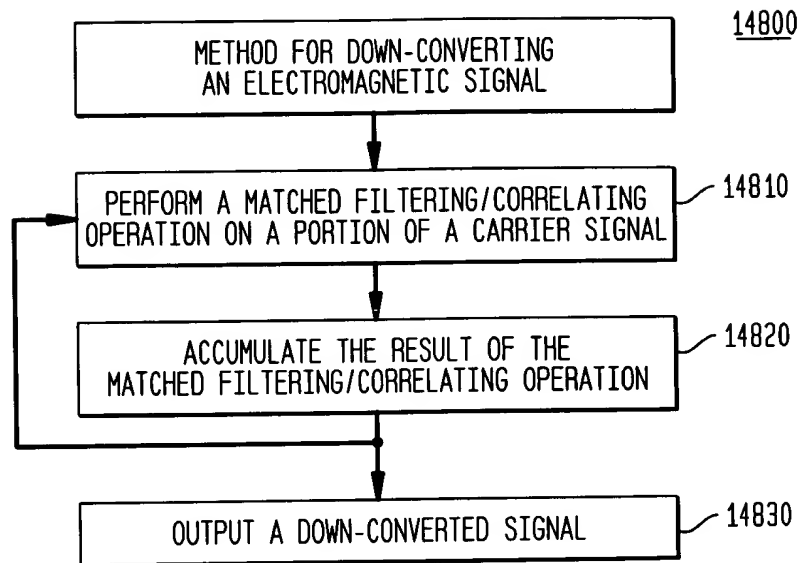 14800
METHOD FOR DOWN-CONVERTING
AN ELECTROMAGNETIC SIGNAL
PERFORM A MATCHED FILTERING/CORRELATING
OPERATION ON A PORTION OF A CARRIER SIGNAL
14810
ACCUMULATE THE RESULT OF THE
MATCHED FILTERING/CORRELATING OPERATION
14820
OUTPUT A DOWN-CONVERTED SIGNAL
14830